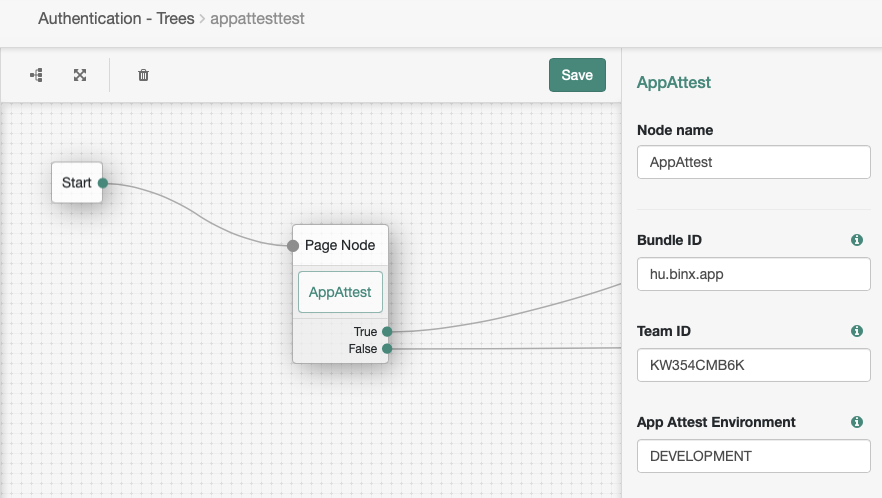 Authentication - Trees > appattesttest
Save
Start
Page Node
AppAttest
True
False
AppAttest
Node name
AppAttest
Bundle ID
hu.binx.app
Team ID
KW354CMB6K
App Attest Environment
DEVELOPMENT